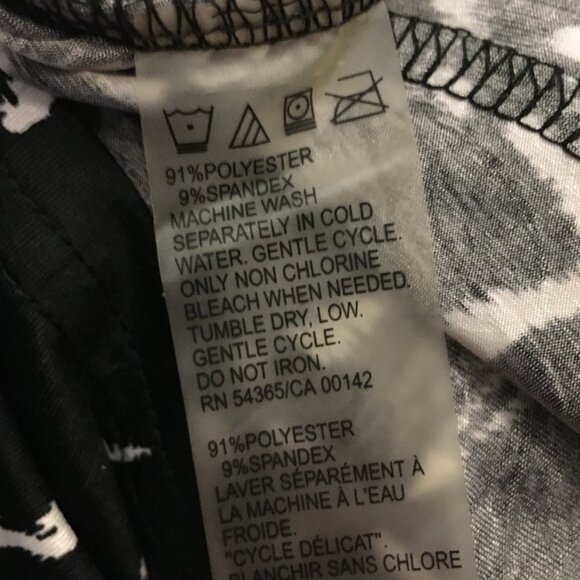 91%POLYESTER
9%SPANDEX
MACHINE WASH
SEPARATELY IN COLD
WATER. GENTLE CYCLE.
ONLY NON CHLORINE
BLEACH WHEN NEEDED.
TUMBLE DRY, LOW.
GENTLE CYCLE.
DO NOT IRON.
RN 54365/CA 00142
91%POLYESTER
9%SPANDEX
LAVER SÉPARÉMENT À
LA MACHINE À L'EAU
FROIDE.
"CYCLE DÉLICAT".
BLANCHIR SANS CHLORE